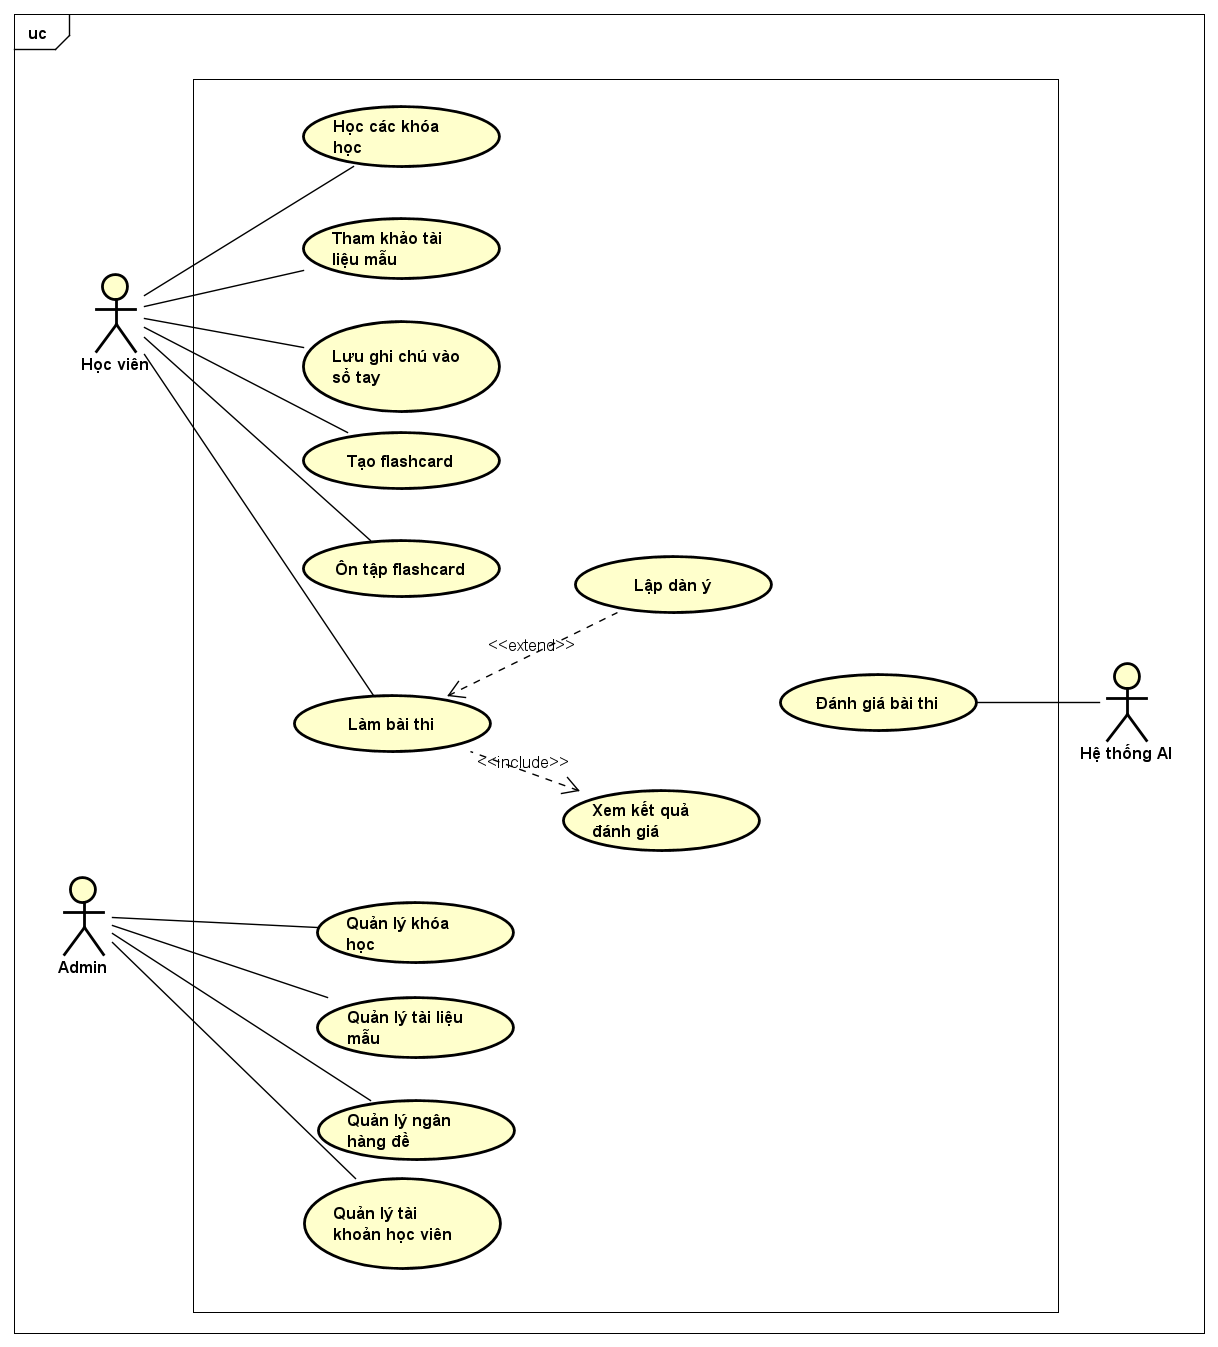 uc
Học các khóa
học
Tham khảo tài
liệu mẫu
Học viên
Lưu ghi chú vào
sổ tay
Tạo flashcard
Ôn tập flashcard
Lập dàn ý
<<extend>>
Làm bài thi
Đánh giá bài thi
Hệ thống AI
<<include>>
Xem kết quả
đánh giá
Admin
Quản lý khóa
học
Quản lý tài liệu
mẫu
Quản lý ngân
hàng đề
Quản lý tài
khoản học viên